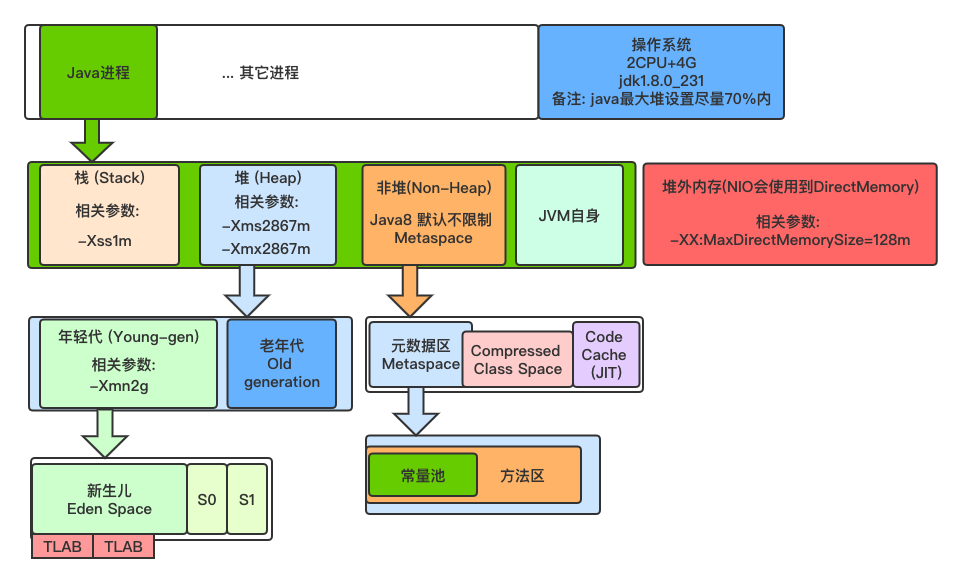 Java进程
... 其它进程
操作系统
2CPU+4G
jdk1.8.0_231
备注: java最大堆设置尽量70%内
栈 (Stack)
相关参数:
-Xss1m
堆 (Heap)
相关参数:
-Xms2867m
-Xmx2867m
非堆(Non-Heap)
Java8 默认不限制
Metaspace
JVM自身
堆外内存(NIO会使用到DirectMemory)
相关参数:
-XX:MaxDirectMemorySize=128m
年轻代 (Young-gen)
相关参数:
-Xmn2g
老年代
Old
generation
元数据区
Metaspace
Compressed
Class Space
Code
Cache
(JIT)
新生儿
Eden Space
S0
S1
TLAB
TLAB
常量池
方法区